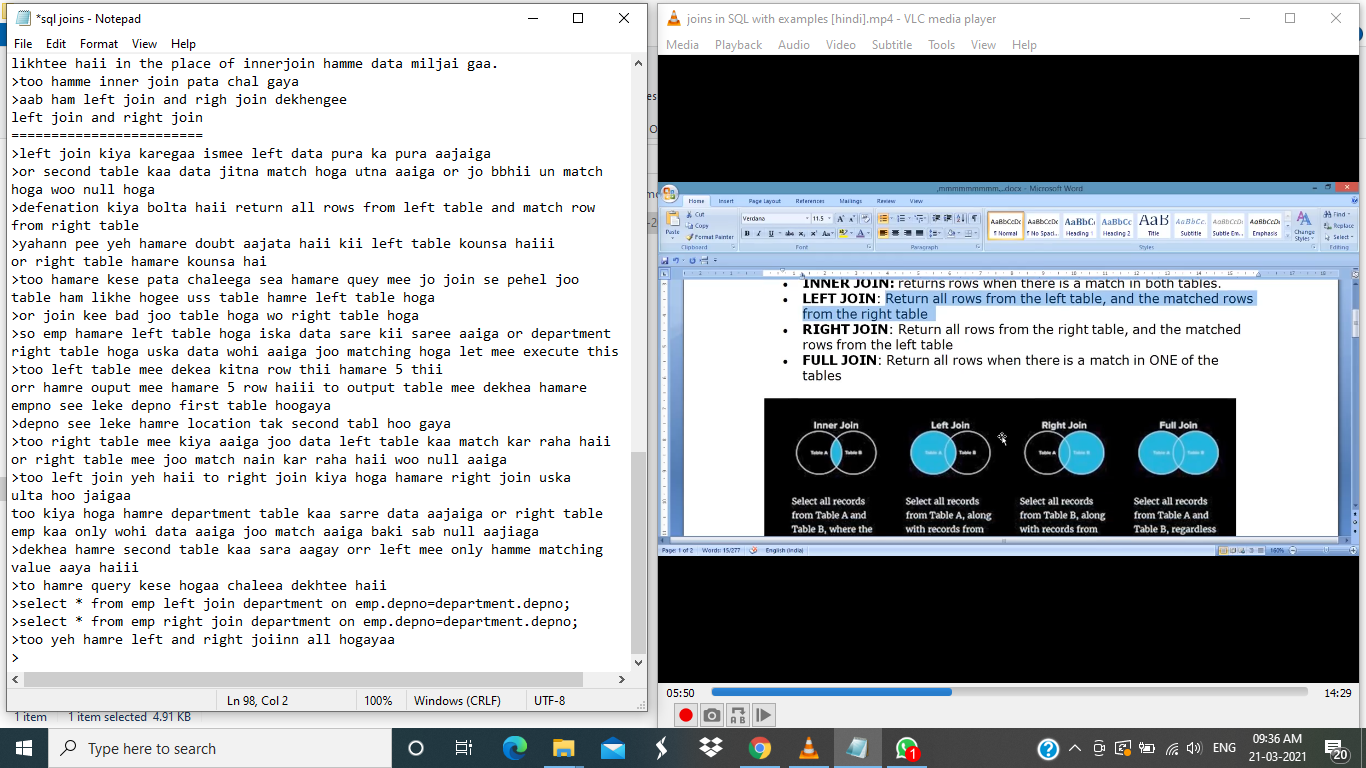 *sql joins - Notepad
File Edit Format View Help
likhtee haii in the place of innerjoin hamme data miljai gaa.
>too hamme inner join pata chal gaya
>aab ham left join and righ join dekhengee
left join and right join
========================
>left join kiya karegaa ismee left data pura ka pura aajaiga
>or second table kaa data jitna match hoga utna aaiga or jo bbhii un match
hoga woo null hoga
>defenation kiya bolta haii return all rows from left table and match row
from right table
>yahann pee yeh hamare doubt aajata haii kii left table kounsa haiii
or right table hamare kounsa hai
>too hamare kese pata chaleega sea hamare quey mee jo join se pehel joo
table ham likhe hogee uss table hamre left table hoga
>or join kee bad joo table hoga wo right table hoga
>so emp hamare left table hoga iska data sare kii saree aaiga or department
right table hoga uska data wohi aaiga joo matching hoga let mee execute this
>too left table mee dekea kitna row thii hamare 5 thii
orr hamre ouput mee hamare 5 row haiii to output table mee dekhea hamare
empno see leke depno first table hoogaya
>depno see leke hamre location tak second tabl hoo gaya
>too right table mee kiya aaiga joo data left table kaa match kar raha haii
or right table mee joo match nain kar raha haii woo null aaiga
>too left join yeh haii to right join kiya hoga hamare right join uska
ulta hoo jaigaa
too kiya hoga hamre department table kaa sarre data aajaiga or right table
emp kaa only wohi data aaiga joo match aaiga baki sab null aajiaga
>dekhea hamre second table kaa sara aagay orr left mee only hamme matching
value aaya haiii
>to hamre query kese hogaa chaleea dekhtee haii
>select * from emp left join department on emp.depno=department.depno;
>select * from emp right join department on emp.depno=department.depno;
>too yeh hamre left and right joiinn all hogayaa
>
Ln 98, Col 2 100% Windows (CRLF) UTF-8
1 item 1 item selected 4.91 KB
joins in SQL with examples [hindi].mp4 - VLC media player
Media Playback Audio Video Subtitle Tools View Help
Microsoft Word
Home Insert Page Layout References Mailings Review View
Paste Cut Copy Format Painter
Verdana 11.5
AaBbCcDc AaBbCcDc AaBbC AaBbCc AaB AaBbCc AaBbCcDc AaBbCcDc
Normal No Spaci... Heading 1 Heading 2 Title Subtitle Subtle Em... Emphasis
Change Styles Find Replace Select
Clipboard Font Paragraph Styles Editing
INNER JOIN: returns rows when there is a match in both tables.
LEFT JOIN: Return all rows from the left table, and the matched rows
from the right table
RIGHT JOIN: Return all rows from the right table, and the matched
rows from the left table
FULL JOIN: Return all rows when there is a match in ONE of the
tables
Inner Join Left Join Right Join Full Join
Table A Table B Table A Table B Table A Table B Table A Table B
Select all records Select all records Select all records Select all records
from Table A and from Table A, along from Table B, along from Table A and
Table B, where the with records from with records from Table B, regardless
Page: 1 of 2 Words: 15/277 English (India) 160%
05:50 14:29
Type here to search
1
ENG
09:36 AM
21-03-2021
20